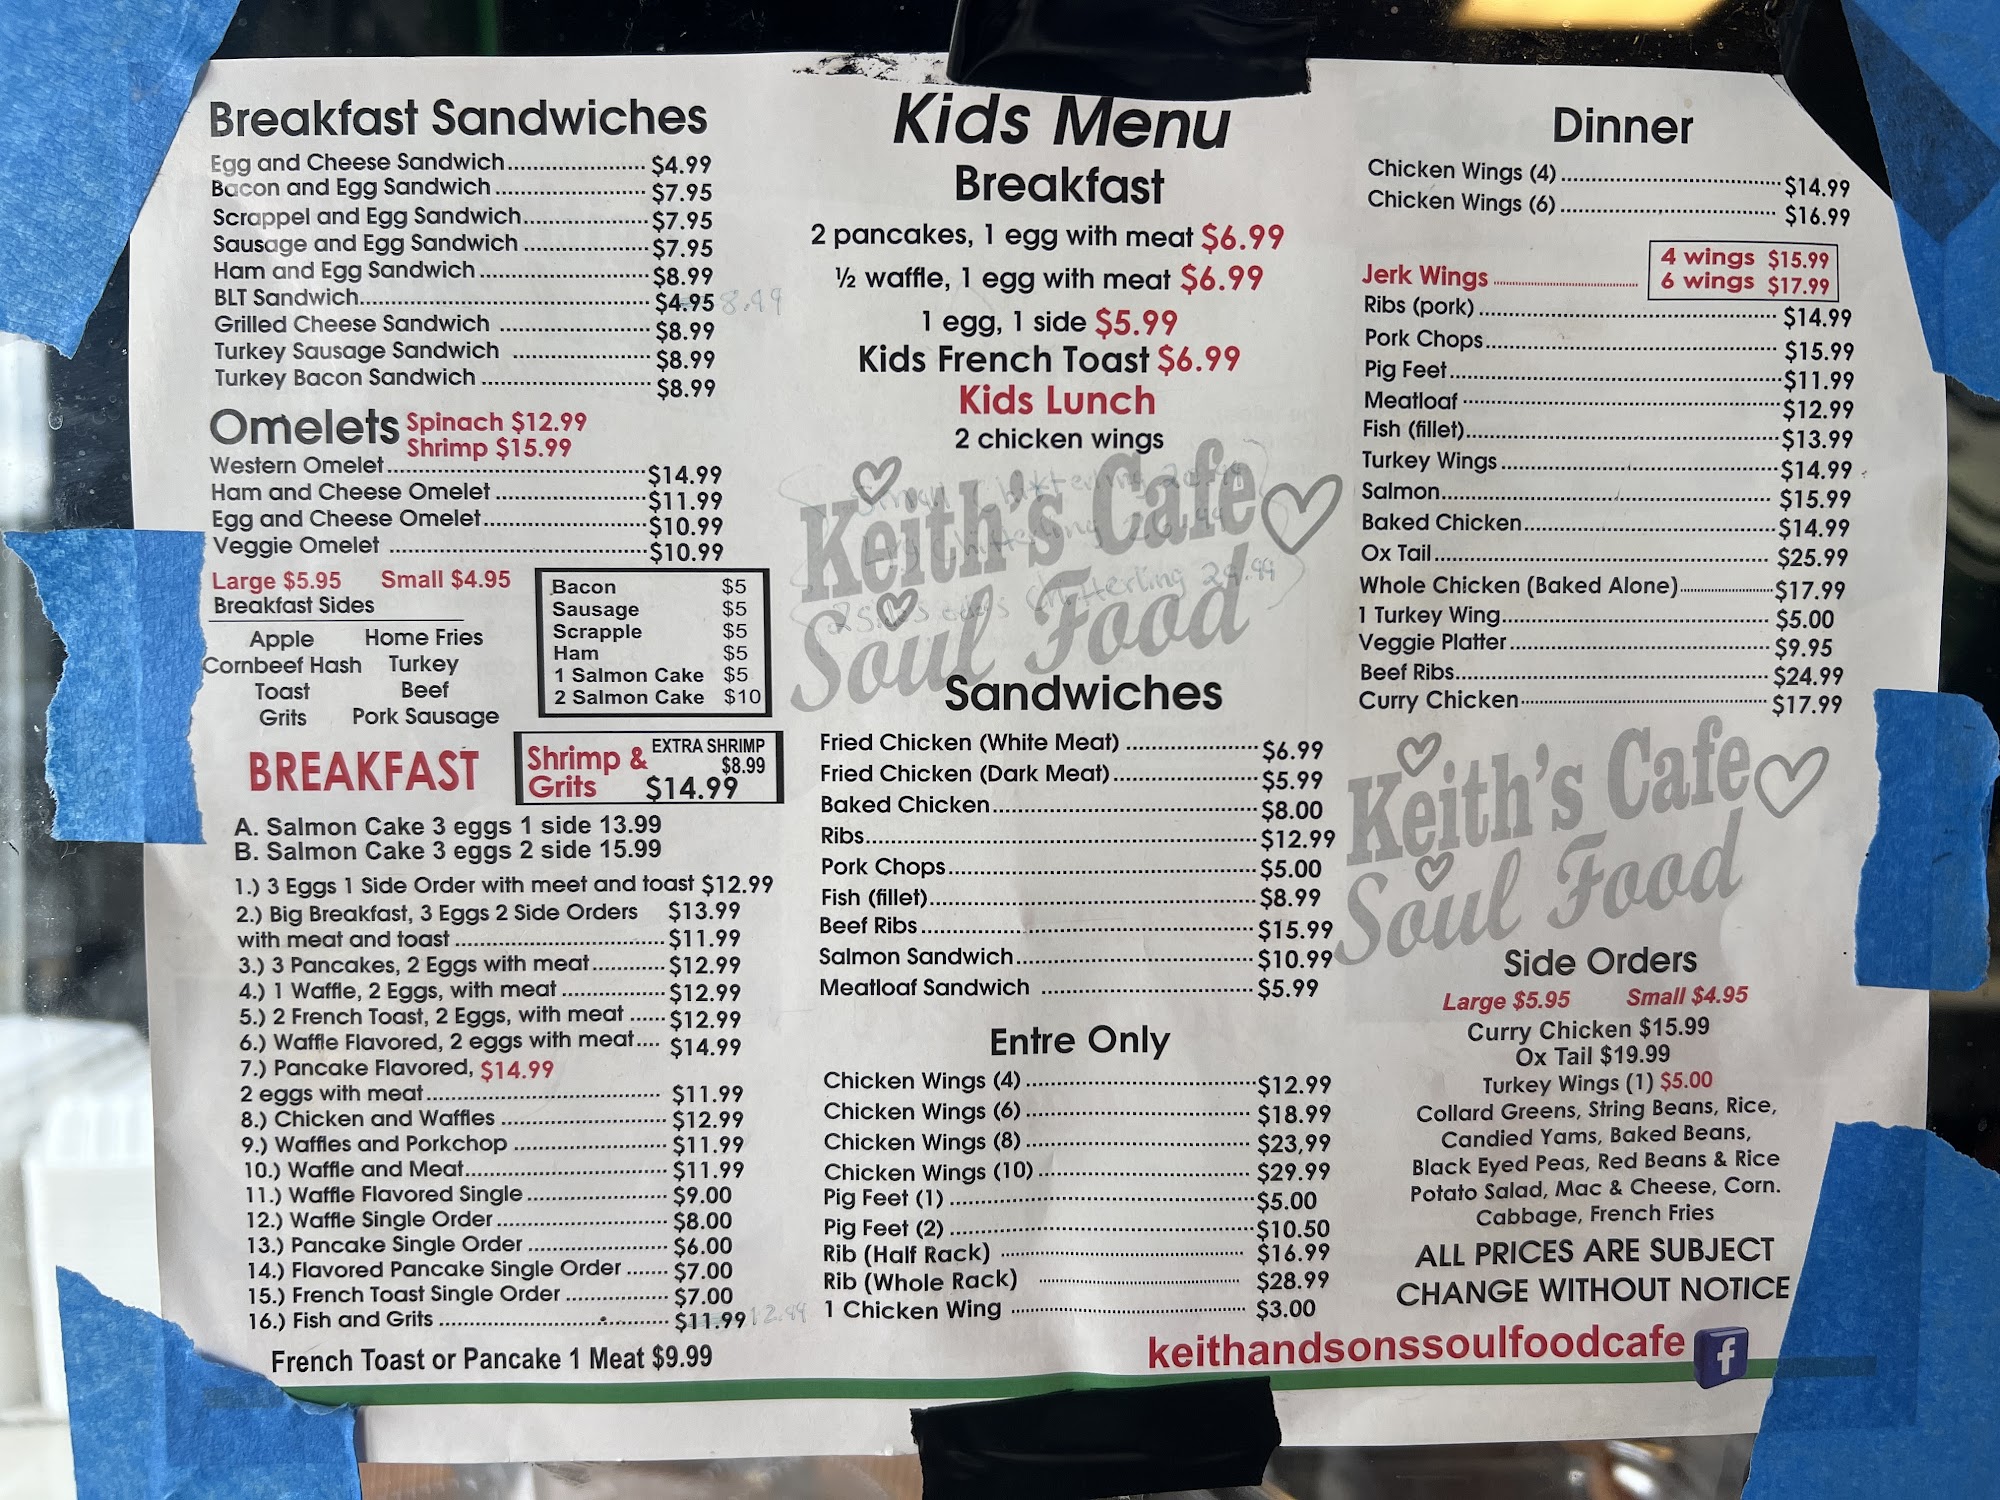 Breakfast Sandwiches
Egg and Cheese Sandwich $4.99
Bacon and Egg Sandwich $7.95
Scrappel and Egg Sandwich $7.95
Sausage and Egg Sandwich $7.95
Ham and Egg Sandwich $8.99
BLT Sandwich $4.95 8.49
Grilled Cheese Sandwich $8.99
Turkey Sausage Sandwich $8.99
Turkey Bacon Sandwich $8.99
Omelets
Spinach $12.99
Shrimp $15.99
Western Omelet $14.99
Ham and Cheese Omelet $11.99
Egg and Cheese Omelet $10.99
Veggie Omelet $10.99
Large $5.95 Small $4.95
Breakfast Sides
Apple Home Fries
Cornbeef Hash Turkey
Toast Beef
Grits Pork Sausage
Bacon $5
Sausage $5
Scrapple $5
Ham $5
1 Salmon Cake $5
2 Salmon Cake $10
BREAKFAST
Shrimp &
Grits
EXTRA SHRIMP
$8.99
$14.99
A. Salmon Cake 3 eggs 1 side 13.99
B. Salmon Cake 3 eggs 2 side 15.99
1.) 3 Eggs 1 Side Order with meet and toast $12.99
2.) Big Breakfast, 3 Eggs 2 Side Orders $13.99
with meat and toast $11.99
3.) 3 Pancakes, 2 Eggs with meat $12.99
4.) 1 Waffle, 2 Eggs, with meat $12.99
5.) 2 French Toast, 2 Eggs, with meat $12.99
6.) Waffle Flavored, 2 eggs with meat $14.99
7.) Pancake Flavored, $14.99
2 eggs with meat $11.99
8.) Chicken and Waffles $12.99
9.) Waffles and Porkchop $11.99
10.) Waffle and Meat $11.99
11.) Waffle Flavored Single $9.00
12.) Waffle Single Order $8.00
13.) Pancake Single Order $6.00
14.) Flavored Pancake Single Order $7.00
15.) French Toast Single Order $7.00
16.) Fish and Grits $11.99 12.99
French Toast or Pancake 1 Meat $9.99
Kids Menu
Breakfast
2 pancakes, 1 egg with meat $6.99
½ waffle, 1 egg with meat $6.99
1 egg, 1 side $5.99
Kids French Toast $6.99
Kids Lunch
2 chicken wings
Keith's Cafe
Soul Food
Sandwiches
Fried Chicken (White Meat) $6.99
Fried Chicken (Dark Meat) $5.99
Baked Chicken $8.00
Ribs $12.99
Pork Chops $5.00
Fish (fillet) $8.99
Beef Ribs $15.99
Salmon Sandwich $10.99
Meatloaf Sandwich $5.99
Entre Only
Chicken Wings (4) $12.99
Chicken Wings (6) $18.99
Chicken Wings (8) $23,99
Chicken Wings (10) $29.99
Pig Feet (1) $5.00
Pig Feet (2) $10.50
Rib (Half Rack) $16.99
Rib (Whole Rack) $28.99
1 Chicken Wing $3.00
Dinner
Chicken Wings (4) $14.99
Chicken Wings (6) $16.99
Jerk Wings
4 wings $15.99
6 wings $17.99
Ribs (pork) $14.99
Pork Chops $15.99
Pig Feet $11.99
Meatloaf $12.99
Fish (fillet) $13.99
Turkey Wings $14.99
Salmon $15.99
Baked Chicken $14.99
Ox Tail $25.99
Whole Chicken (Baked Alone) $17.99
1 Turkey Wing $5.00
Veggie Platter $9.95
Beef Ribs $24.99
Curry Chicken $17.99
Keith's Cafe
Soul Food
Side Orders
Large $5.95 Small $4.95
Curry Chicken $15.99
Ox Tail $19.99
Turkey Wings (1) $5.00
Collard Greens, String Beans, Rice,
Candied Yams, Baked Beans,
Black Eyed Peas, Red Beans & Rice
Potato Salad, Mac & Cheese, Corn.
Cabbage, French Fries
ALL PRICES ARE SUBJECT
CHANGE WITHOUT NOTICE
keithandsonssoulfoodcafe f